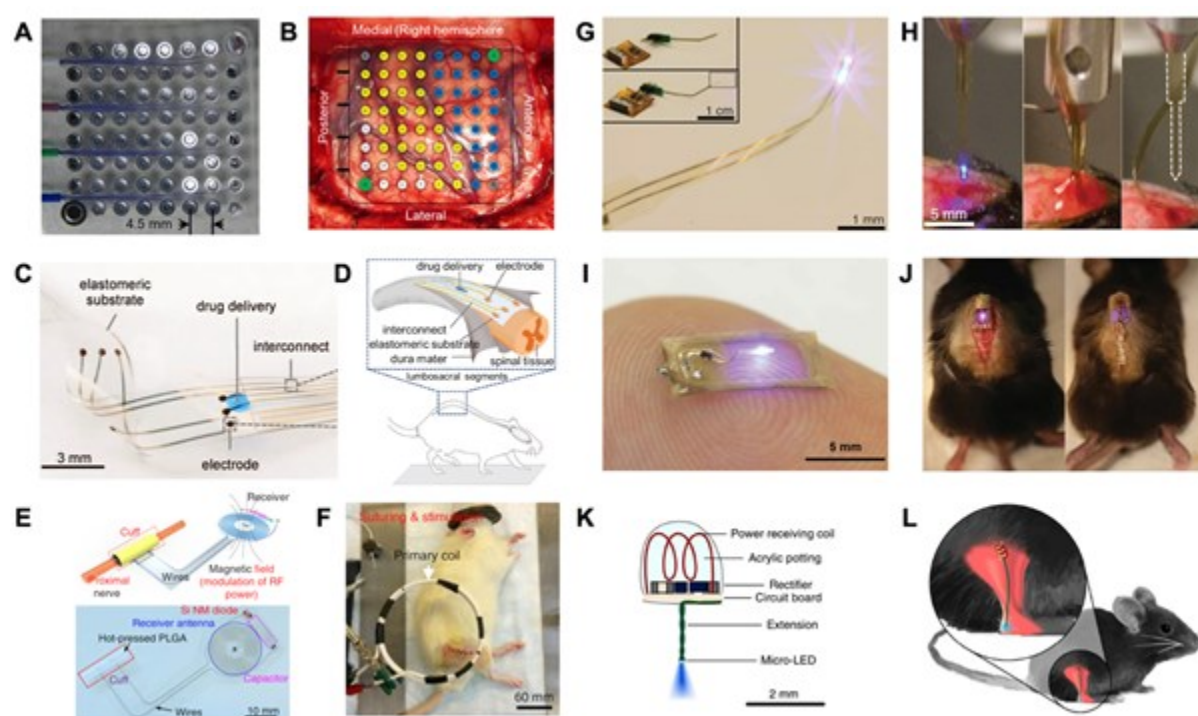 A
4.5 mm
B
Medial (Right hemisphere
Posterior
Anterior
Lateral
C
elastomeric
substrate
drug delivery
interconnect
electrode
3 mm
D
drug delivery
electrode
interconnect
elastomeric substrate
dura mater
spinal tissue
lumbosacral segments
E
Receiver
Cuff
Wires
Magnetic field
(modulation of RF
power)
roximal
nerve
Si NM diode
Receiver antenna
Hot-pressed PLGA
Cuff
Capacitor
Wires
10 mm
F
Suturing & stimulation
Primary coil
60 mm
G
1 cm
1 mm
H
5 mm
I
5 mm
J
K
Power receiving coil
Acrylic potting
Rectifier
Circuit board
Extension
Micro-LED
2 mm
L